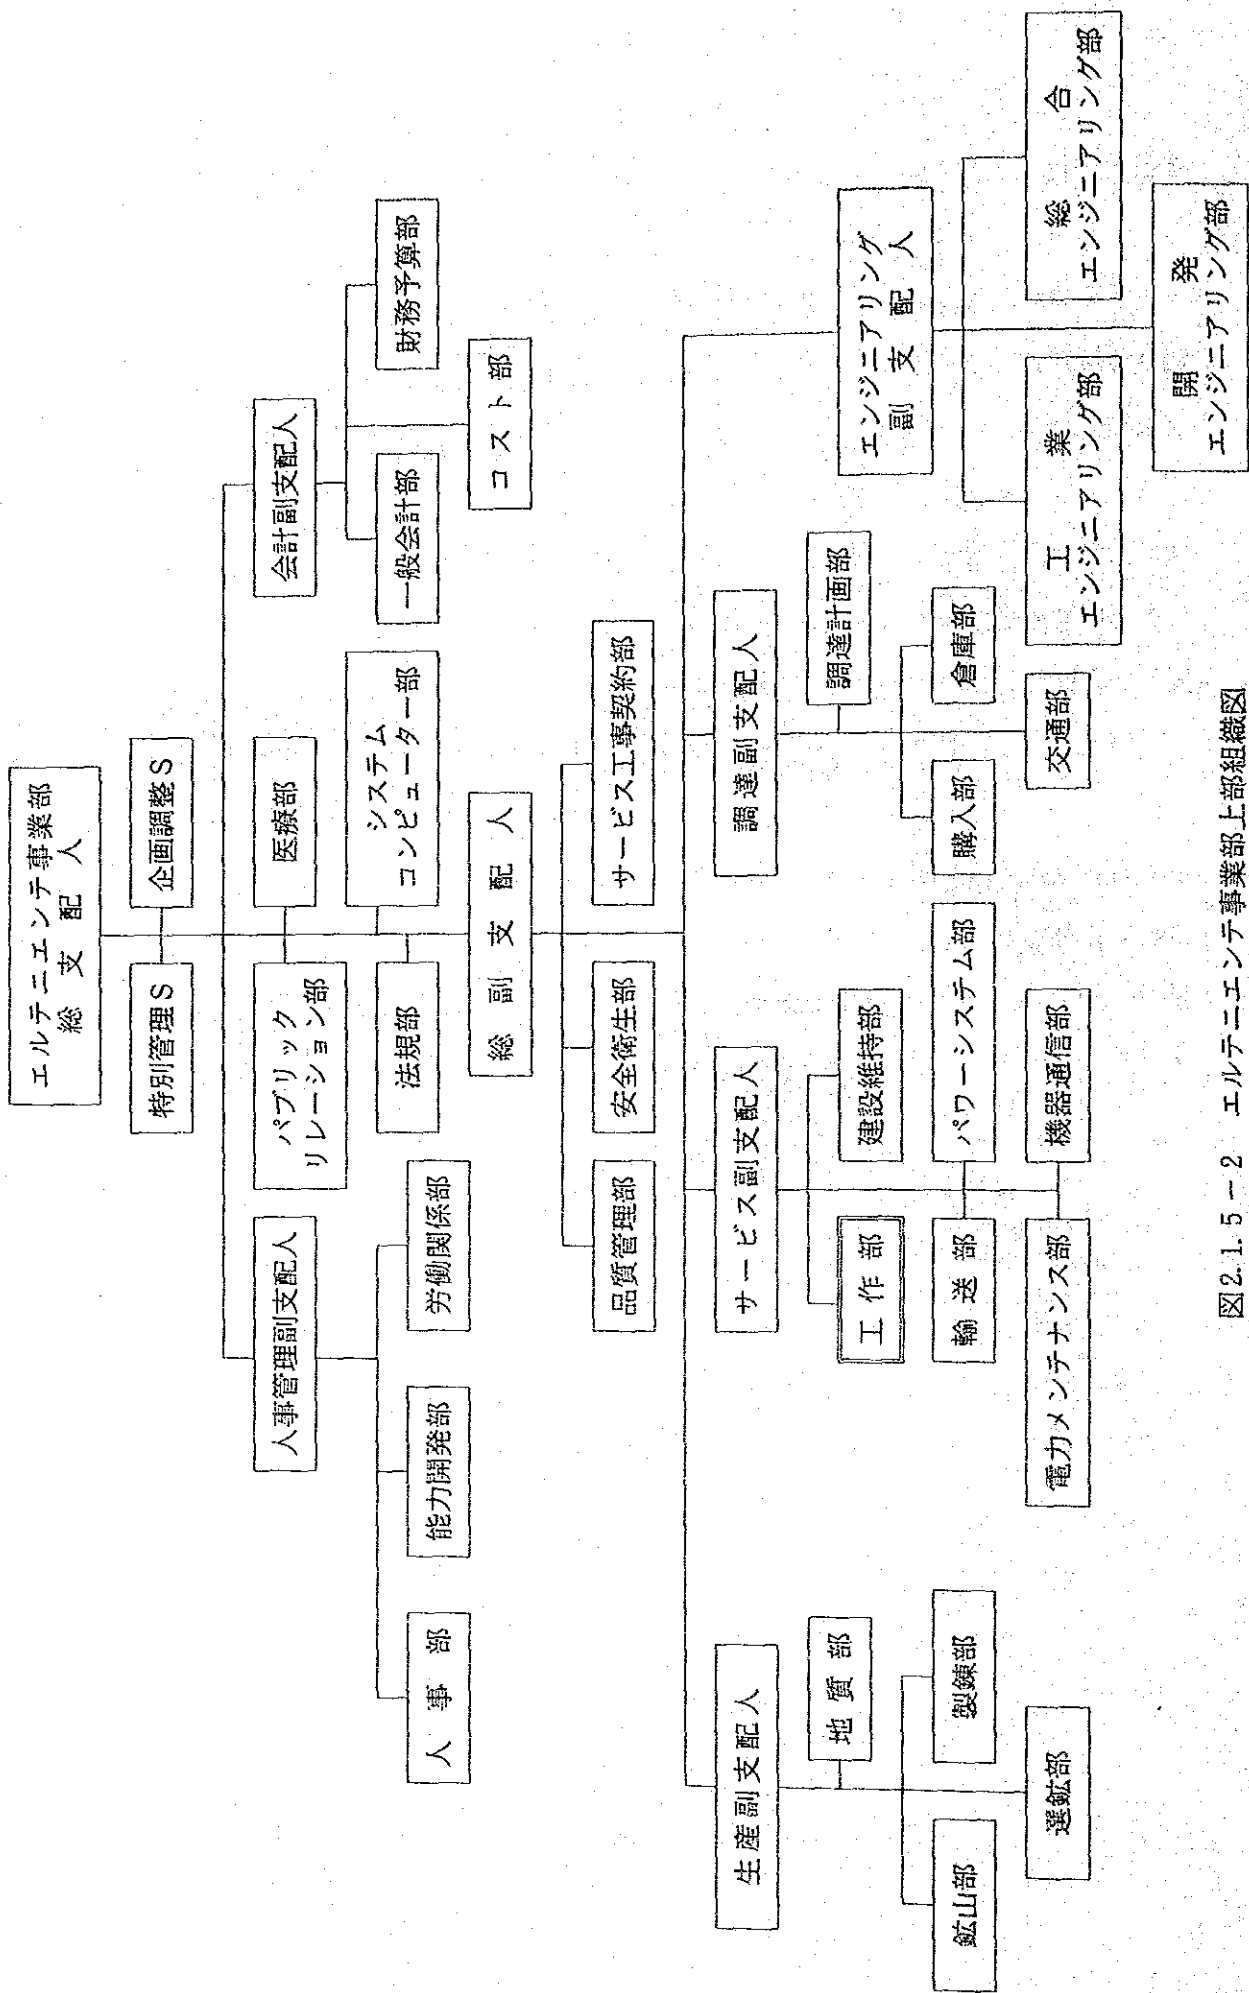 エルテニエンテ事業部
総支配人
特別管理S
企画調整S
人事管理副支配人
パブリック
リレーション部
医療部
会計副支配人
人事部
能力開発部
労働関係部
法規部
システム
コンピューター部
一般会計部
財務予算部
コスト部
総副支配人
品質管理部
安全衛生部
サービス工事契約部
生産副支配人
サービス副支配人
調達副支配人
エンジニアリング
副支配人
地質部
鉱山部
製錬部
選鉱部
工作部
建設維持部
輸送部
パワーシステム部
電力メンテナンス部
機器通信部
調達計画部
購入部
倉庫部
交通部
工業
エンジニアリング部
総合
エンジニアリング部
開発
エンジニアリング部
図2.1.5-2 エルテニエンテ事業部上部組織図